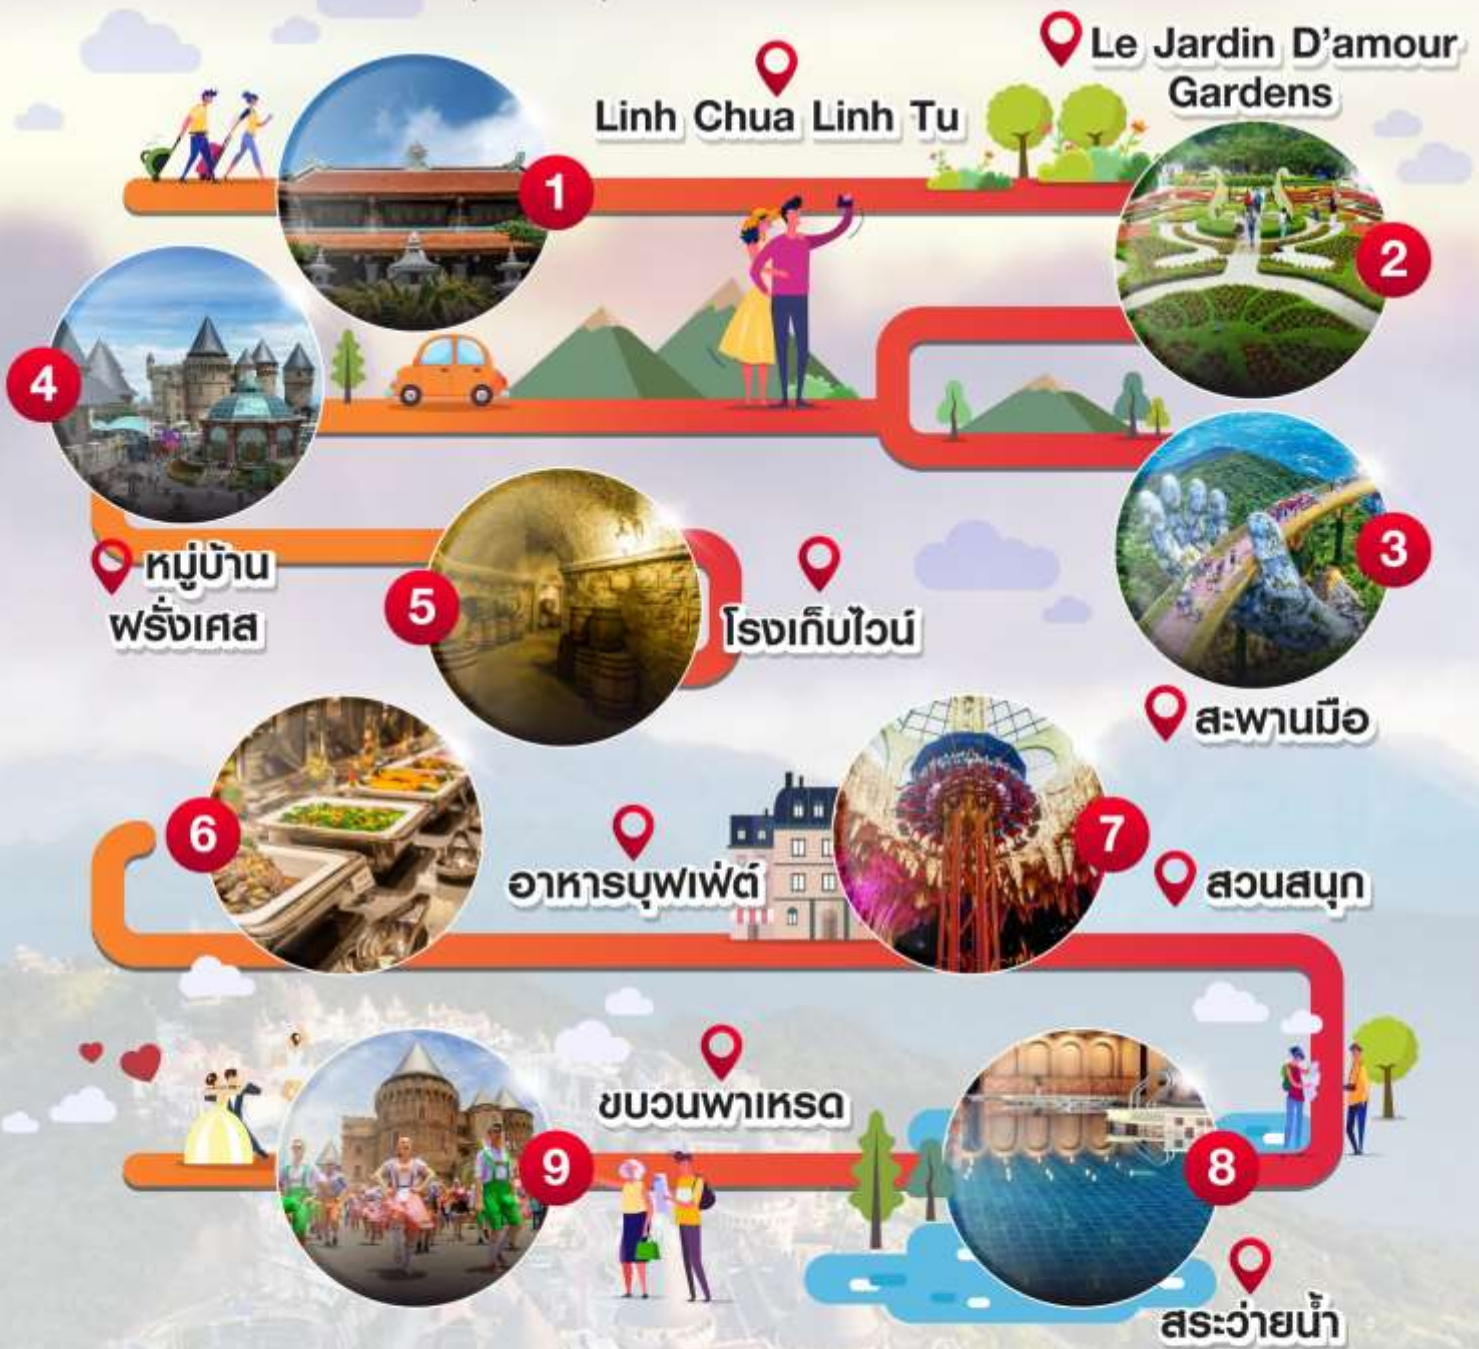 Linh Chua Linh Tu
1
Le Jardin D'amour
Gardens
2
3
สะพานมือ
4
หมู่บ้าน
ฝรั่งเศส
5
โรงเก็บไวน์
6
อาหารบุฟเฟ่ต์
7
สวนสนุก
8
สระว่ายน้ำ
9
ขบวนพาเหรด